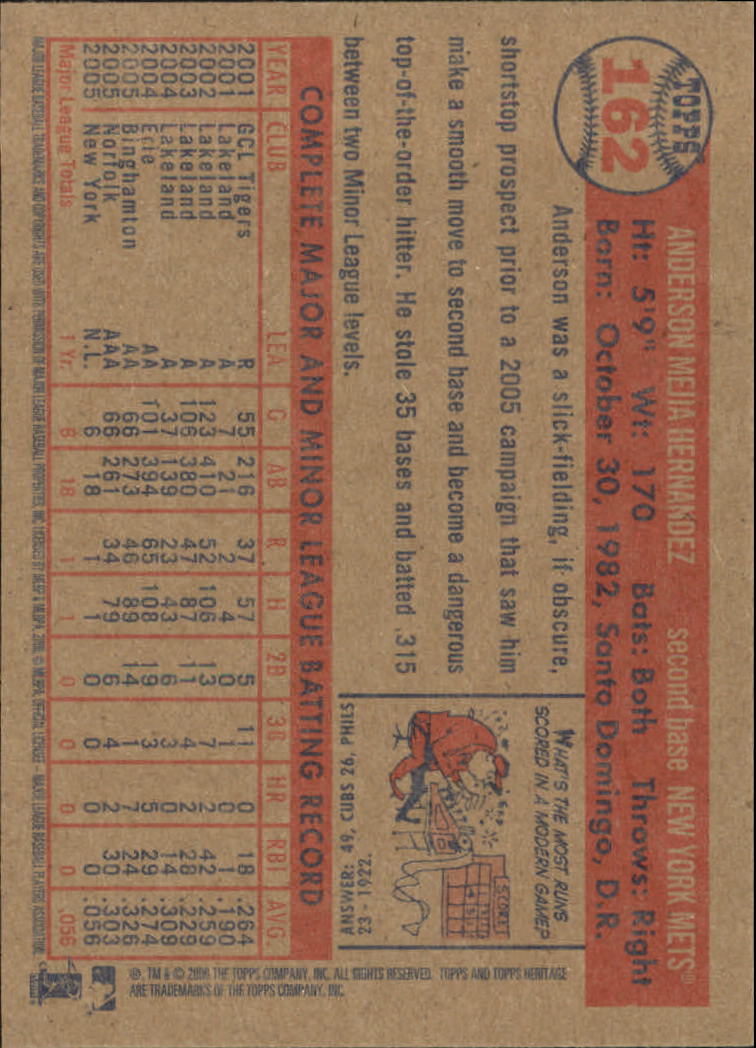 TOPPS
162
ANDERSON MEJIA HERNANDEZ second base NEW YORK METS®
Ht: 5'9" Wt: 170 Bats: Both Throws: Right
Born: October 30, 1982, Santo Domingo, D.R.
Anderson was a slick-fielding, if obscure,
shortstop prospect prior to a 2005 campaign that saw him
make a smooth move to second base and become a dangerous
top-of-the-order hitter. He stole 35 bases and batted .315
between two Minor League levels.
WHAT'S THE MOST RUNS
SCORED IN A MODERN GAME?
SCORE
ANSWER: 49, CUBS 26, PHILS
23 - 1922.
COMPLETE MAJOR AND MINOR LEAGUE BATTING RECORD
YEAR CLUB LEA G AB R H 2B 3B HR RBI AVG.
2001 GCL Tigers R 55 216 37 57 5 11 0 18 .264
2001 Lakeland A 7 21 2 4 0 1 0 1 .190
2002 Lakeland A 123 410 52 106 13 7 2 42 .259
2003 Lakeland A 106 380 47 87 11 4 2 28 .229
2004 Lakeland A 37 139 23 43 6 3 0 14 .309
2004 Erie AA 101 394 65 108 19 3 5 29 .274
2005 Binghamton AA 66 273 46 89 14 1 7 24 .326
2005 Norfolk AAA 66 261 34 79 6 4 2 30 .303
2005 New York N.L. 6 18 1 1 0 0 0 0 .056
Major League Totals 1 Yr. 6 18 1 1 0 0 0 0 .056
®, TM & © 2006 THE TOPPS COMPANY, INC. ALL RIGHTS RESERVED. TOPPS AND TOPPS HERITAGE
ARE TRADEMARKS OF THE TOPPS COMPANY, INC.